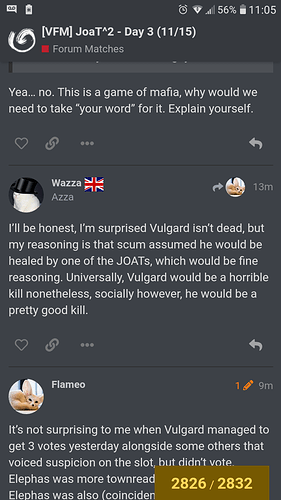 56% 11:05
[VFM] JoaT^2 - Day 3 (11/15)
Forum Matches
Yea… no. This is a game of mafia, why would we
need to take “your word” for it. Explain yourself.
Wazza
Azza
13m
I’ll be honest, I’m surprised Vulgard isn’t dead, but
my reasoning is that scum assumed he would be
healed by one of the JOATs, which would be fine
reasoning. Universally, Vulgard would be a horrible
kill nonetheless, socially however, he would be a
pretty good kill.
Flameo
1
9m
It’s not surprising to me when Vulgard managed to
get 3 votes yesterday alongside some others that
voiced suspicion on the slot, but didn’t vote.
Elephas was more townread
Elephas was also (coinciden
2826 / 2832